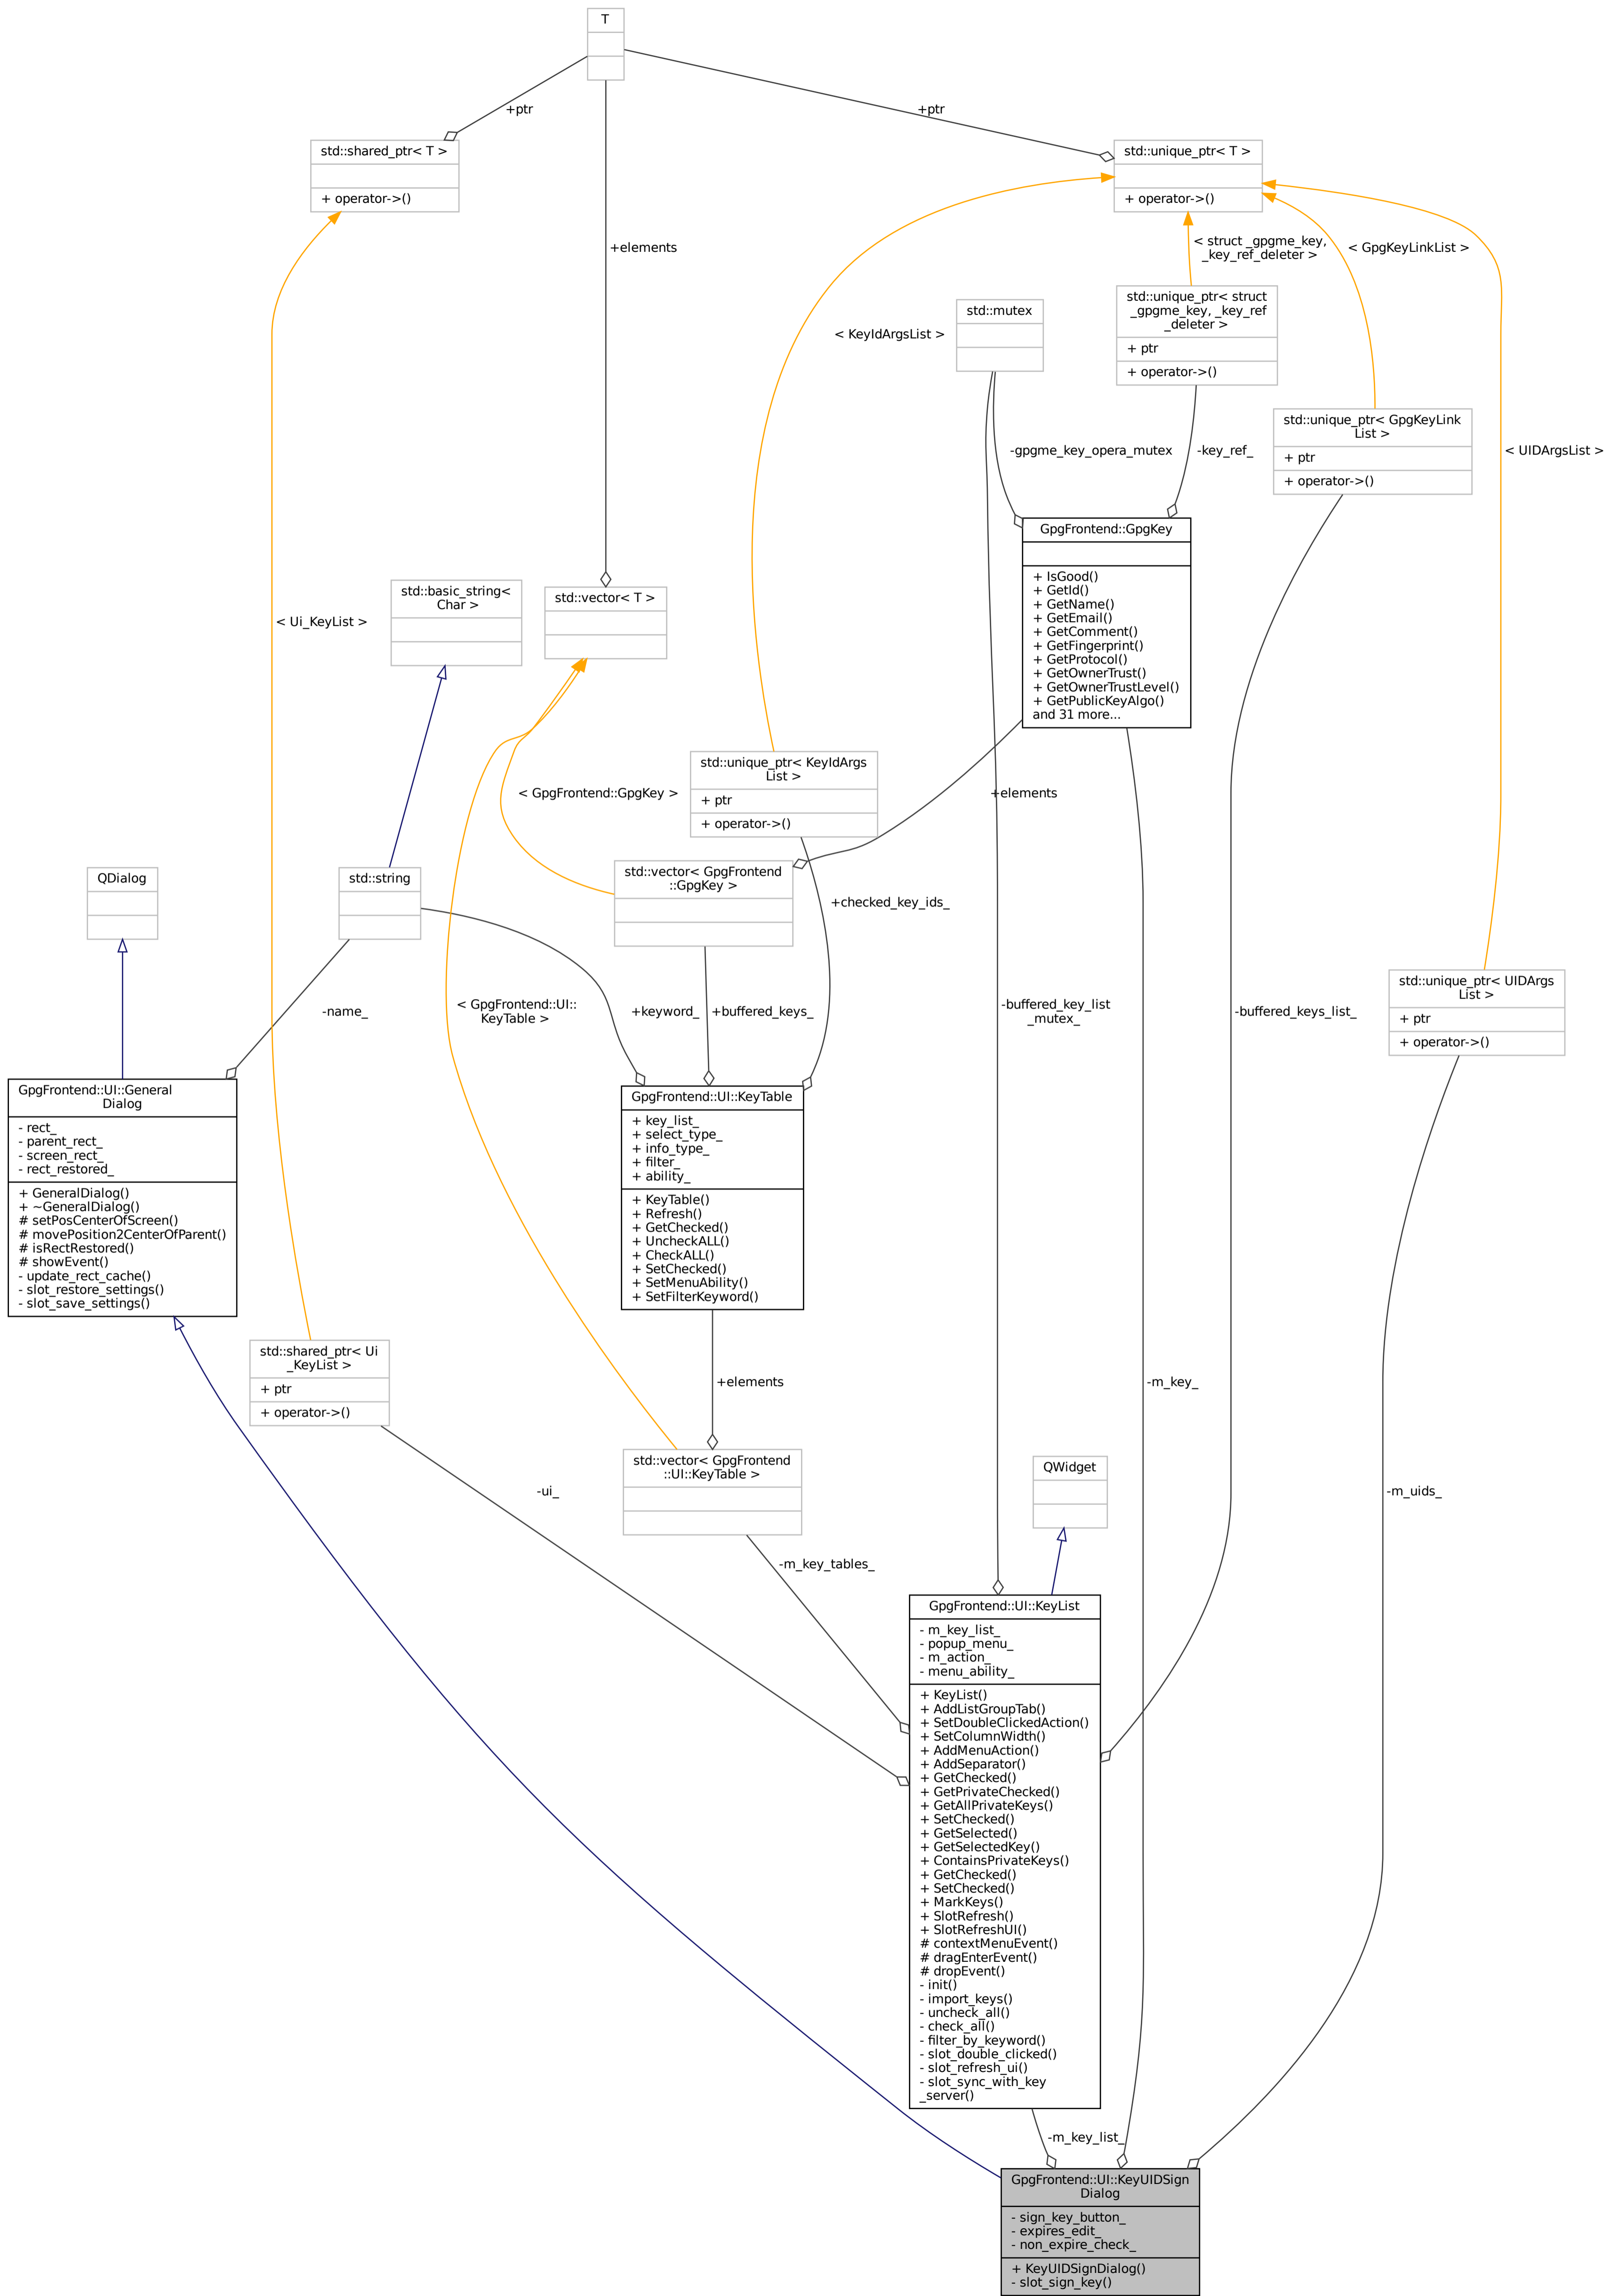 T
+ptr
+ptr
std::shared_ptr< T >
+ operator->()
std::unique_ptr< T >
+ operator->()
+elements
< struct _gpgme_key,
_key_ref_deleter >
< GpgKeyLinkList >
std::unique_ptr< struct
_gpgme_key, _key_ref
_deleter >
+ ptr
+ operator->()
std::mutex
< KeyIdArgsList >
std::unique_ptr< GpgKeyLink
List >
+ ptr
+ operator->()
-gpgme_key_opera_mutex
-key_ref_
< UIDArgsList >
GpgFrontend::GpgKey
+ IsGood()
+ GetId()
+ GetName()
+ GetEmail()
+ GetComment()
+ GetFingerprint()
+ GetProtocol()
+ GetOwnerTrust()
+ GetOwnerTrustLevel()
+ GetPublicKeyAlgo()
and 31 more...
std::basic_string<
Char >
std::vector< T >
< Ui_KeyList >
std::unique_ptr< KeyIdArgs
List >
+ ptr
+ operator->()
< GpgFrontend::GpgKey >
+elements
QDialog
std::string
std::vector< GpgFrontend
::GpgKey >
+checked_key_ids_
-name_
< GpgFrontend::UI::
KeyTable >
+keyword_
+buffered_keys_
-buffered_key_list
_mutex_
-buffered_keys_list_
std::unique_ptr< UIDArgs
List >
+ ptr
+ operator->()
GpgFrontend::UI::General
Dialog
- rect_
- parent_rect_
- screen_rect_
- rect_restored_
+ GeneralDialog()
+ ~GeneralDialog()
# setPosCenterOfScreen()
# movePosition2CenterOfParent()
# isRectRestored()
# showEvent()
- update_rect_cache()
- slot_restore_settings()
- slot_save_settings()
GpgFrontend::UI::KeyTable
+ key_list_
+ select_type_
+ info_type_
+ filter_
+ ability_
+ KeyTable()
+ Refresh()
+ GetChecked()
+ UncheckALL()
+ CheckALL()
+ SetChecked()
+ SetMenuAbility()
+ SetFilterKeyword()
std::shared_ptr< Ui
_KeyList >
+ ptr
+ operator->()
+elements
-m_key_
std::vector< GpgFrontend
::UI::KeyTable >
QWidget
-ui_
-m_uids_
-m_key_tables_
GpgFrontend::UI::KeyList
- m_key_list_
- popup_menu_
- m_action_
- menu_ability_
+ KeyList()
+ AddListGroupTab()
+ SetDoubleClickedAction()
+ SetColumnWidth()
+ AddMenuAction()
+ AddSeparator()
+ GetChecked()
+ GetPrivateChecked()
+ GetAllPrivateKeys()
+ SetChecked()
+ GetSelected()
+ GetSelectedKey()
+ ContainsPrivateKeys()
+ GetChecked()
+ SetChecked()
+ MarkKeys()
+ SlotRefresh()
+ SlotRefreshUI()
# contextMenuEvent()
# dragEnterEvent()
# dropEvent()
- init()
- import_keys()
- uncheck_all()
- check_all()
- filter_by_keyword()
- slot_double_clicked()
- slot_refresh_ui()
- slot_sync_with_key
_server()
-m_key_list_
GpgFrontend::UI::KeyUIDSign
Dialog
- sign_key_button_
- expires_edit_
- non_expire_check_
+ KeyUIDSignDialog()
- slot_sign_key()